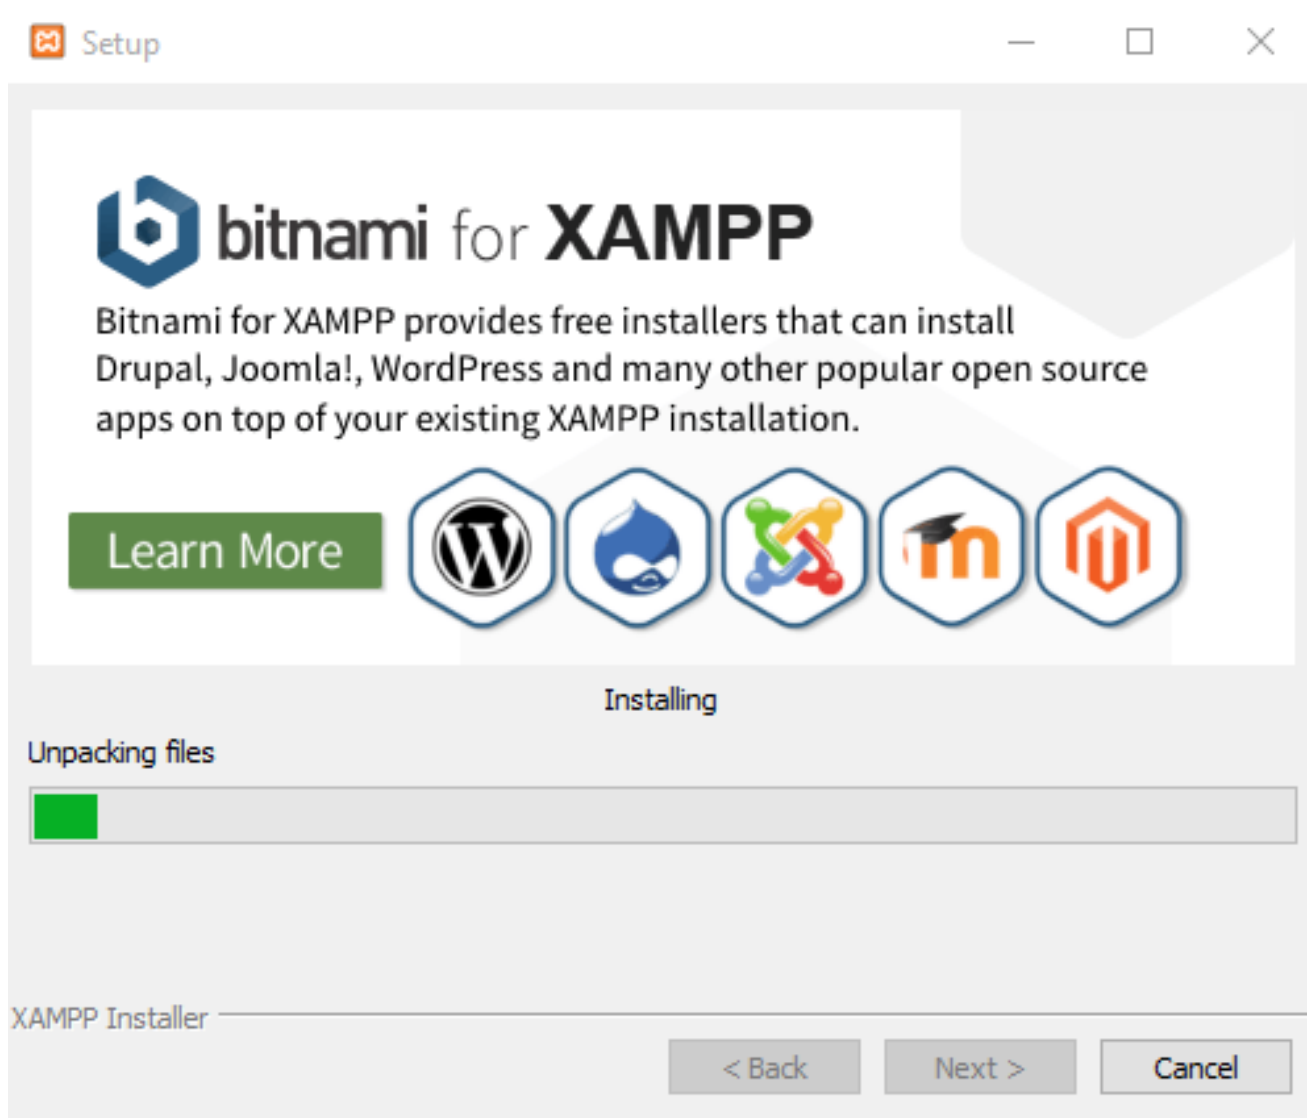 Setup
bitnami for XAMPP
Bitnami for XAMPP provides free installers that can install
Drupal, Joomla!, WordPress and many other popular open source
apps on top of your existing XAMPP installation.
Learn More
Installing
Unpacking files
XAMPP Installer
< Back Next > Cancel